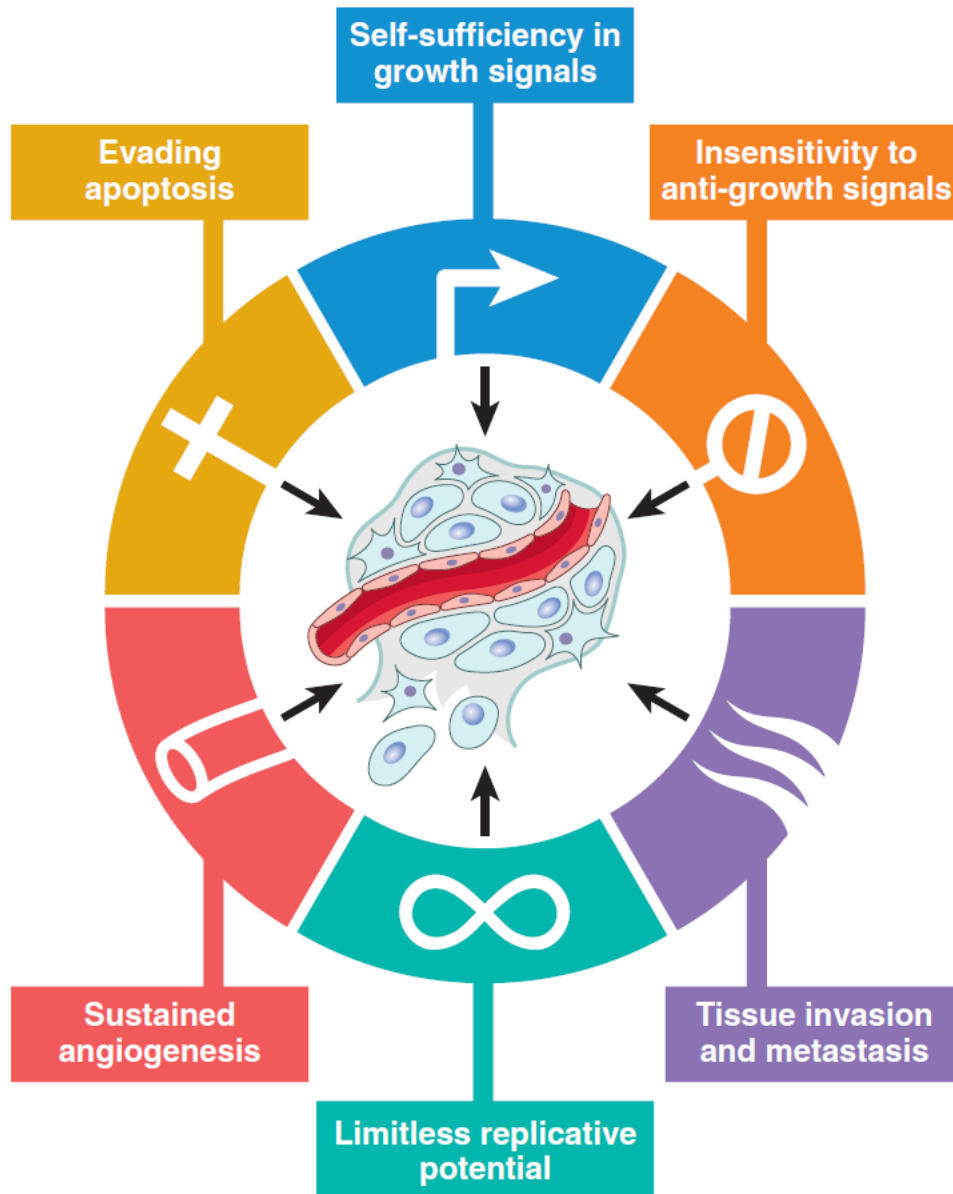 Self-sufficiency in
growth signals
Evading
apoptosis
Insensitivity to
anti-growth signals
Sustained
angiogenesis
Tissue invasion
and metastasis
Limitless replicative
potential